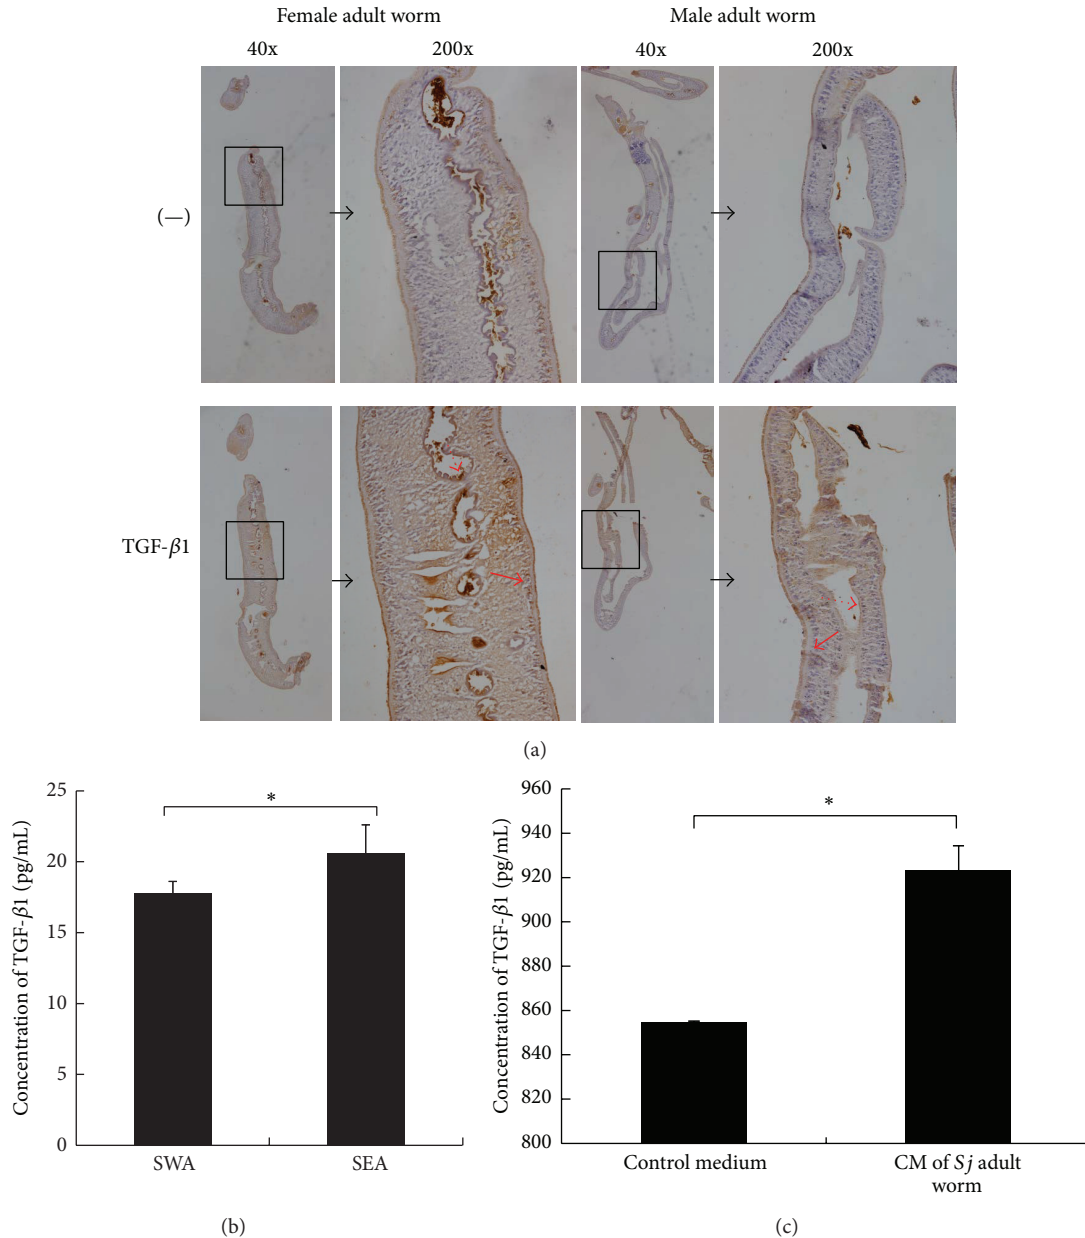 Female adult worm
Male adult worm
40x
200x
40x
200x
(—)
TGF-β1
(a)
25
20
15
10
5
0
Concentration of TGF-β1 (pg/mL)
*
SWA
SEA
(b)
960
940
920
900
880
860
840
820
800
Concentration of TGF-β1 (pg/mL)
*
Control medium
CM of Sj adult
worm
(c)